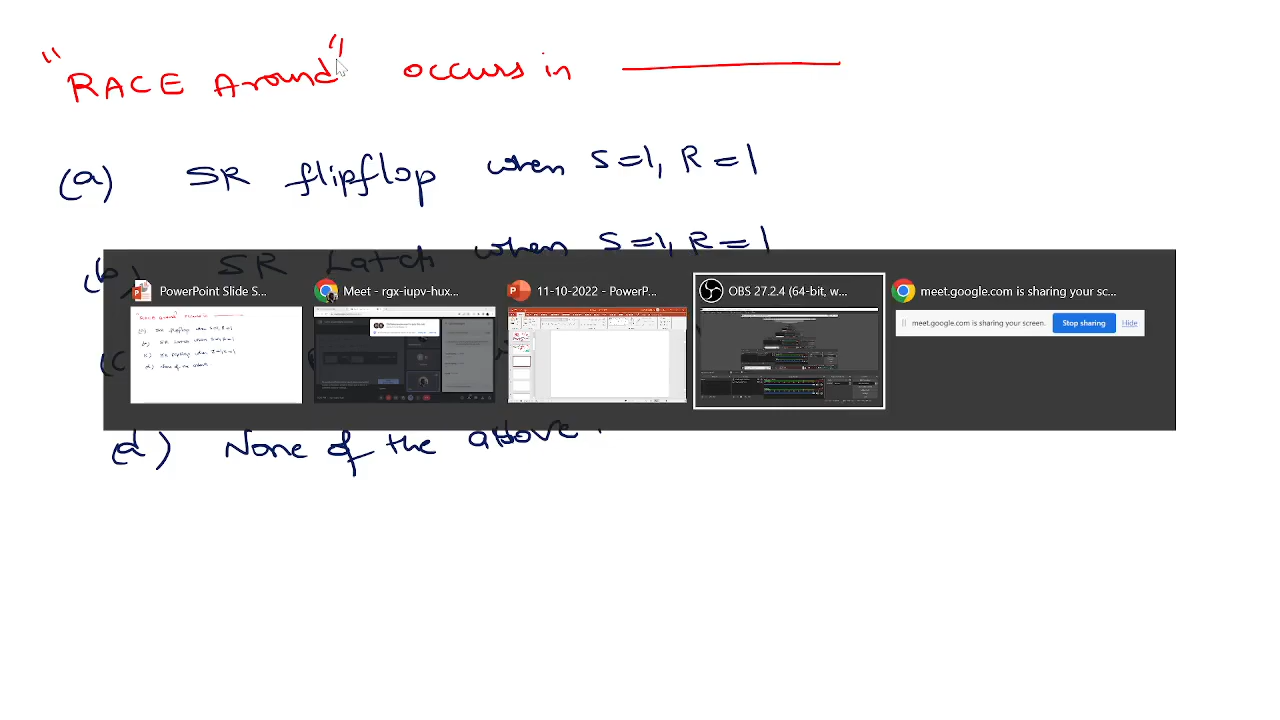 "RACE Around" occurs in
(a) SR flipflop when S=1, R=1
(b) SR Latch when S=1, R=1
PowerPoint Slide S...
Meet - rgx-iupv-hux...
11-10-2022 - PowerP...
OBS 27.2.4 (64-bit, w...
meet.google.com is sharing your sc...
meet.google.com is sharing your screen.
Stop sharing
Hide
(d) None of the above.